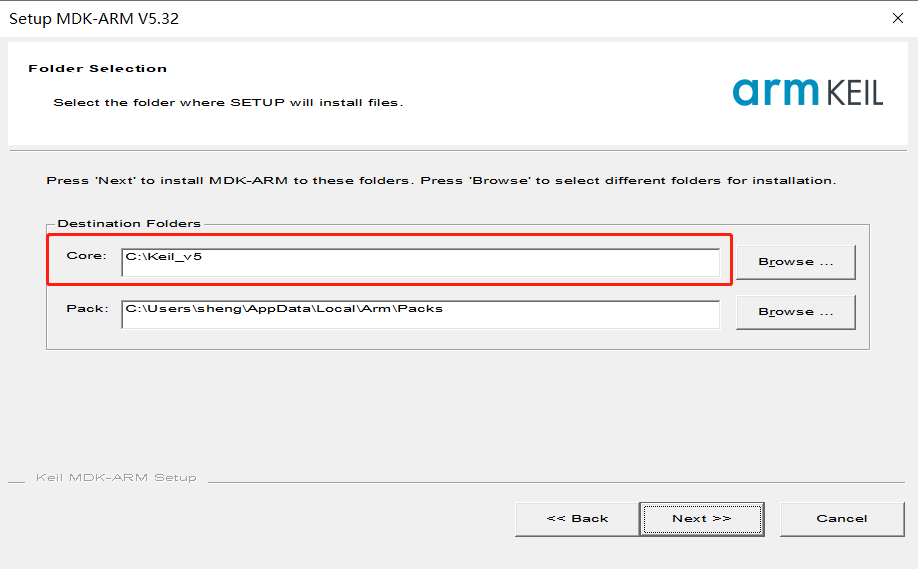 Setup MDK-ARM V5.32
Folder Selection
Select the folder where SETUP will install files.
arm KEIL
Press 'Next' to install MDK-ARM to these folders. Press 'Browse' to select different folders for installation.
Destination Folders
Core: C:\Keil_v5 Browse ...
Pack: C:\Users\sheng\AppData\Local\Arm\Packs Browse ...
Keil MDK-ARM Setup
<< Back Next >> Cancel